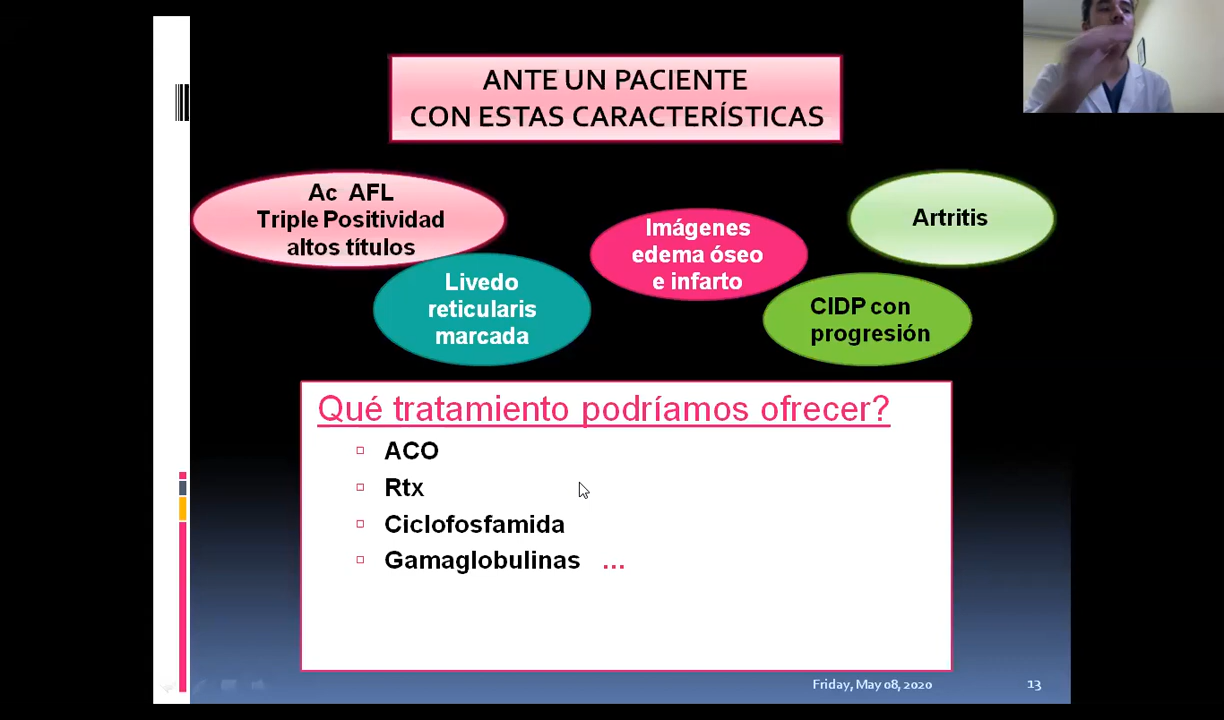 ANTE UN PACIENTE
CON ESTAS CARACTERÍSTICAS
Ac AFL
Triple Positividad
altos títulos
Livedo
reticularis
marcada
Imágenes
edema óseo
e infarto
CIDP con
progresión
Artritis
Qué tratamiento podríamos ofrecer?
ACO
Rtx
Ciclofosfamida
Gamaglobulinas ...
Friday, May 08, 2020
13